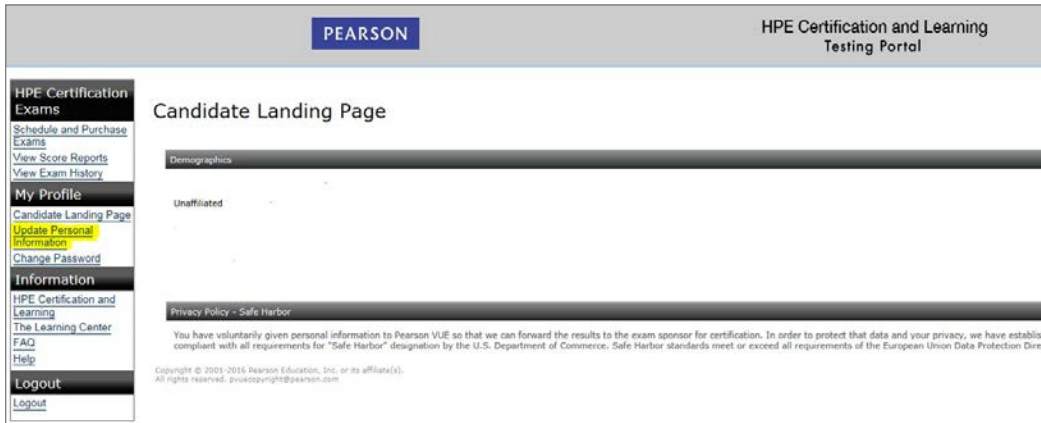 PEARSON
HPE Certification and Learning
Testing Portal
HPE Certification
Exams
Schedule and Purchase
Exams
View Score Reports
View Exam History
My Profile
Candidate Landing Page
Update Personal
Information
Change Password
Information
HPE Certification and
Learning
The Learning Center
FAQ
Help
Logout
Logout
Candidate Landing Page
Demographics
Unaffiliated
Privacy Policy - Safe Harbor
You have voluntarily given personal information to Pearson VUE so that we can forward the results to the exam sponsor for certification. In order to protect that data and your privacy, we have establis
compliant with all requirements for "Safe Harbor" designation by the U.S. Department of Commerce. Safe Harbor standards meet or exceed all requirements of the European Union Data Protection Dire
Copyright © 2001-2016 Pearson Education, Inc. or its affiliate(s).
All rights reserved. pvuecopyright@pearson.com